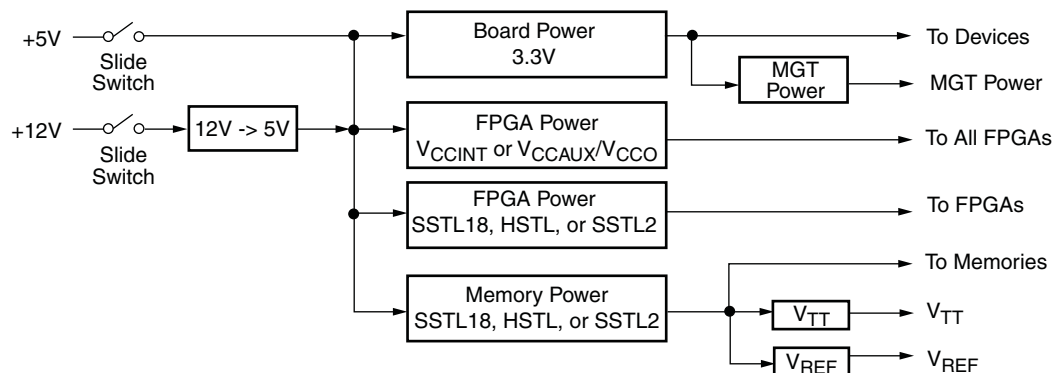 +5V
Slide
Switch
Board Power
3.3V
To Devices
MGT
Power
MGT Power
+12V
Slide
Switch
12V -> 5V
FPGA Power
VCCINT or VCCAUX/VCCO
To All FPGAs
FPGA Power
SSTL18, HSTL, or SSTL2
To FPGAs
Memory Power
SSTL18, HSTL, or SSTL2
To Memories
VTT
VTT
VREF
VREF